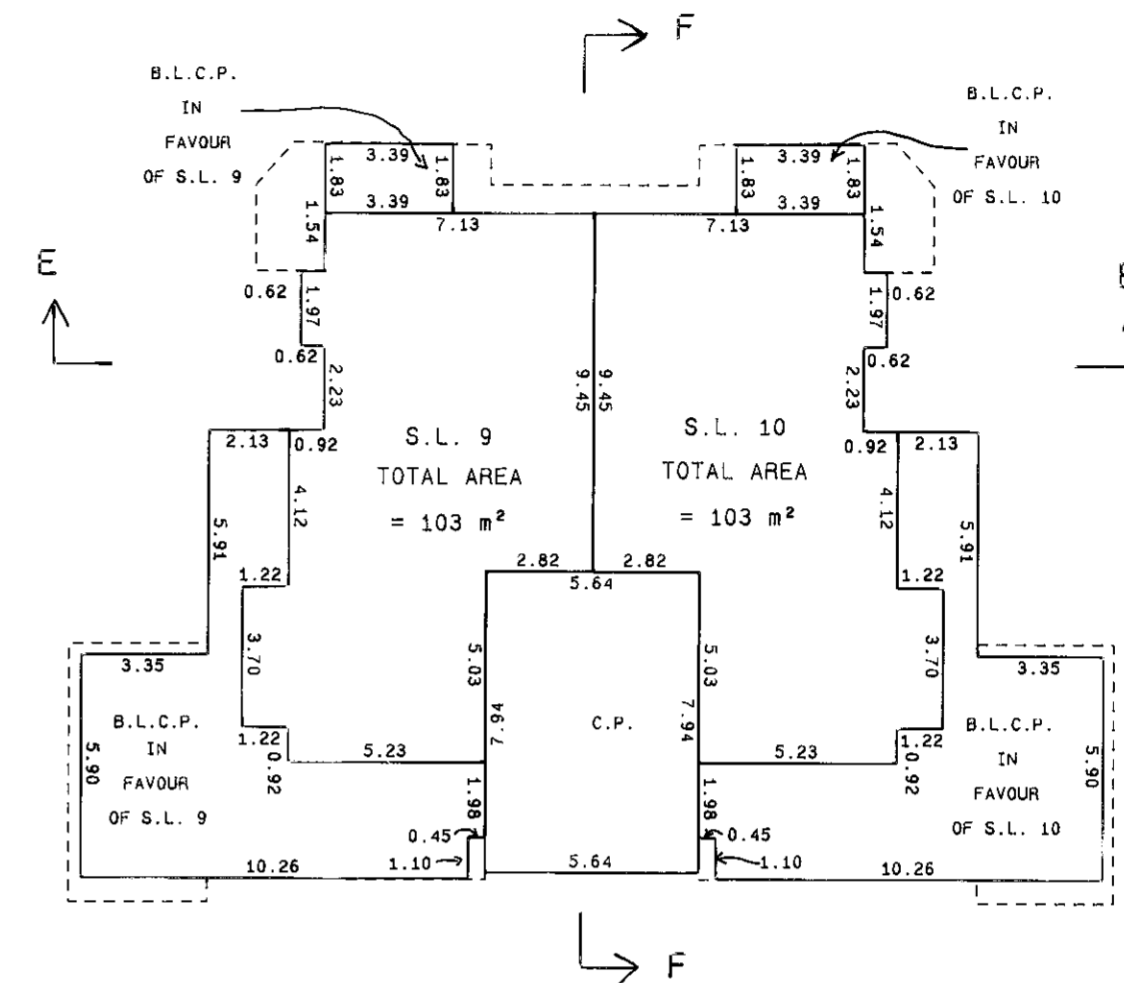 F
B.L.C.P.
IN
FAVOUR
OF S.L. 9
B.L.C.P.
IN
FAVOUR
OF S.L. 10
3.39
1.83
1.83
3.39
7.13
3.39
1.83
1.83
3.39
7.13
1.54
1.54
E
0.62
1.97
0.62
2.23
0.62
1.97
0.62
2.23
9.45
9.45
2.13
0.92
0.92
2.13
S.L. 9
TOTAL AREA
= 103 m²
S.L. 10
TOTAL AREA
= 103 m²
4.12
4.12
5.91
5.91
2.82
2.82
5.64
1.22
1.22
3.70
3.70
5.03
5.03
3.35
3.35
7.94
7.94
C.P.
B.L.C.P.
IN
FAVOUR
OF S.L. 9
B.L.C.P.
IN
FAVOUR
OF S.L. 10
5.90
5.90
1.22
0.92
5.23
5.23
1.22
0.92
1.98
1.98
0.45
0.45
1.10
1.10
10.26
5.64
10.26
F